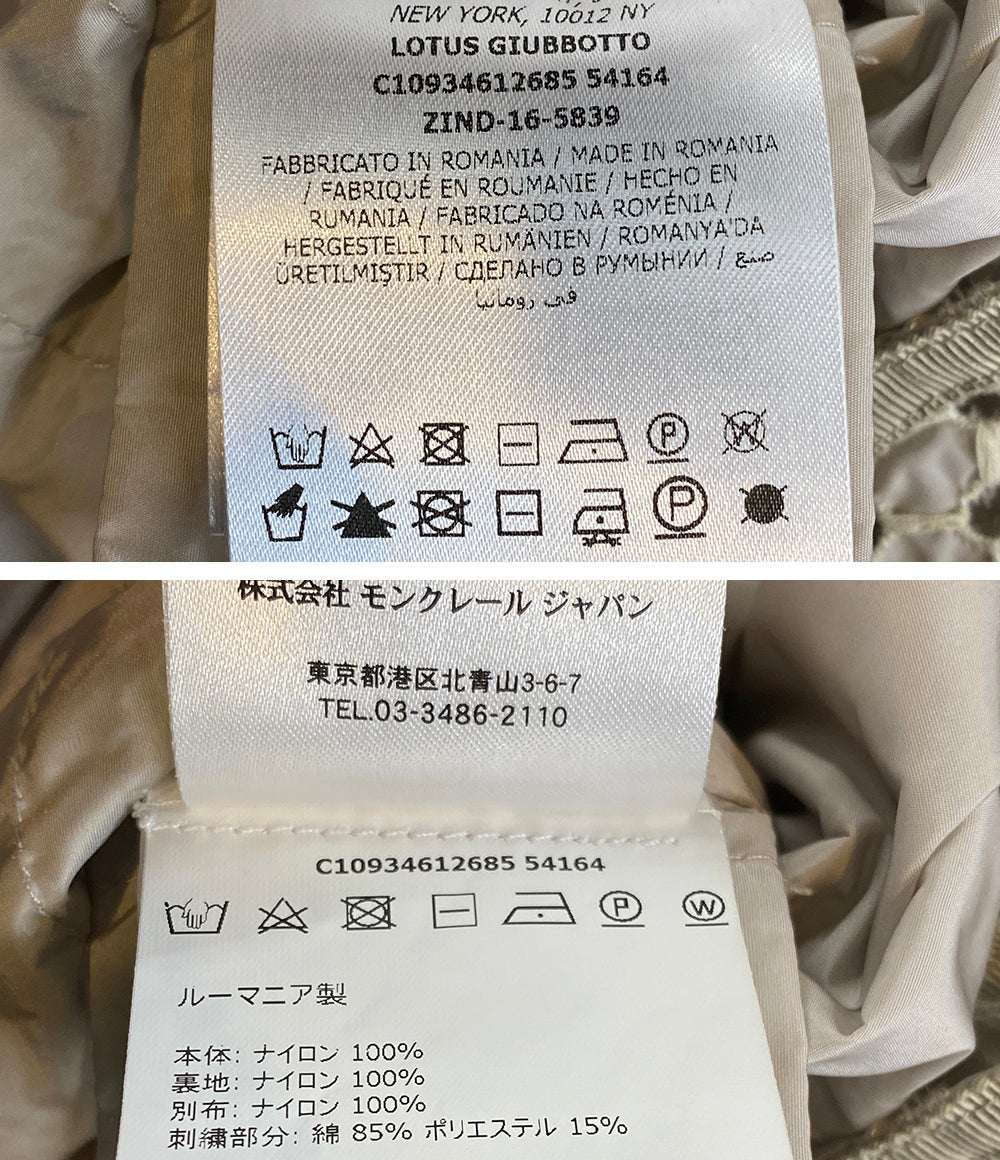 NEW YORK, 10012 NY
LOTUS GIUBBOTTO
C10934612685 54164
ZIND-16-5839
FABBRICATO IN ROMANIA / MADE IN ROMANIA
/ FABRIQUÉ EN ROUMANIE / HECHO EN
RUMANIA / FABRICADO NA ROMÉNIA /
HERGESTELLT IN RUMÄNIEN / ROMANYA'DA
ÜRETILMIŞTIR / СДЕЛАНО В РУМЫНИИ / صنع
في رومانيا
P W
P
株式会社 モンクレール ジャパン
東京都港区北青山3-6-7
TEL.03-3486-2110
C10934612685 54164
P W
ルーマニア製
本体: ナイロン 100%
裏地: ナイロン 100%
別布: ナイロン 100%
刺繍部分: 綿 85% ポリエステル 15%